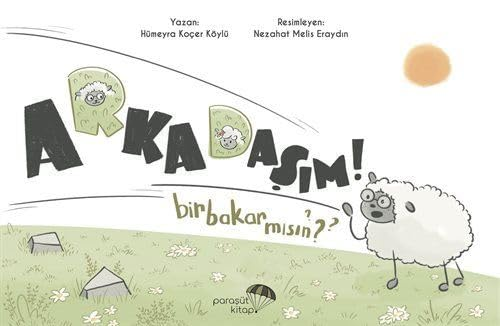 Yazan:
Hümeyra Koçer Köylü
Resimleyen:
Nezahat Melis Eraydın
ARKADAŞIM!
bir bakar mısın???
paraşüt
kitap